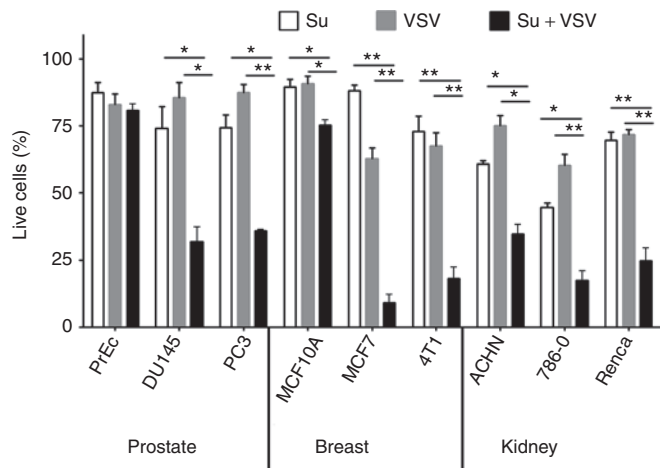 Su VSV Su + VSV
Live cells (%)
100
75
50
25
0
* * * ** * * ** ** ** ** * * * ** ** **
PrEc DU145 PC3 MCF10A MCF7 4T1 ACHN 786-0 Renca
Prostate Breast Kidney